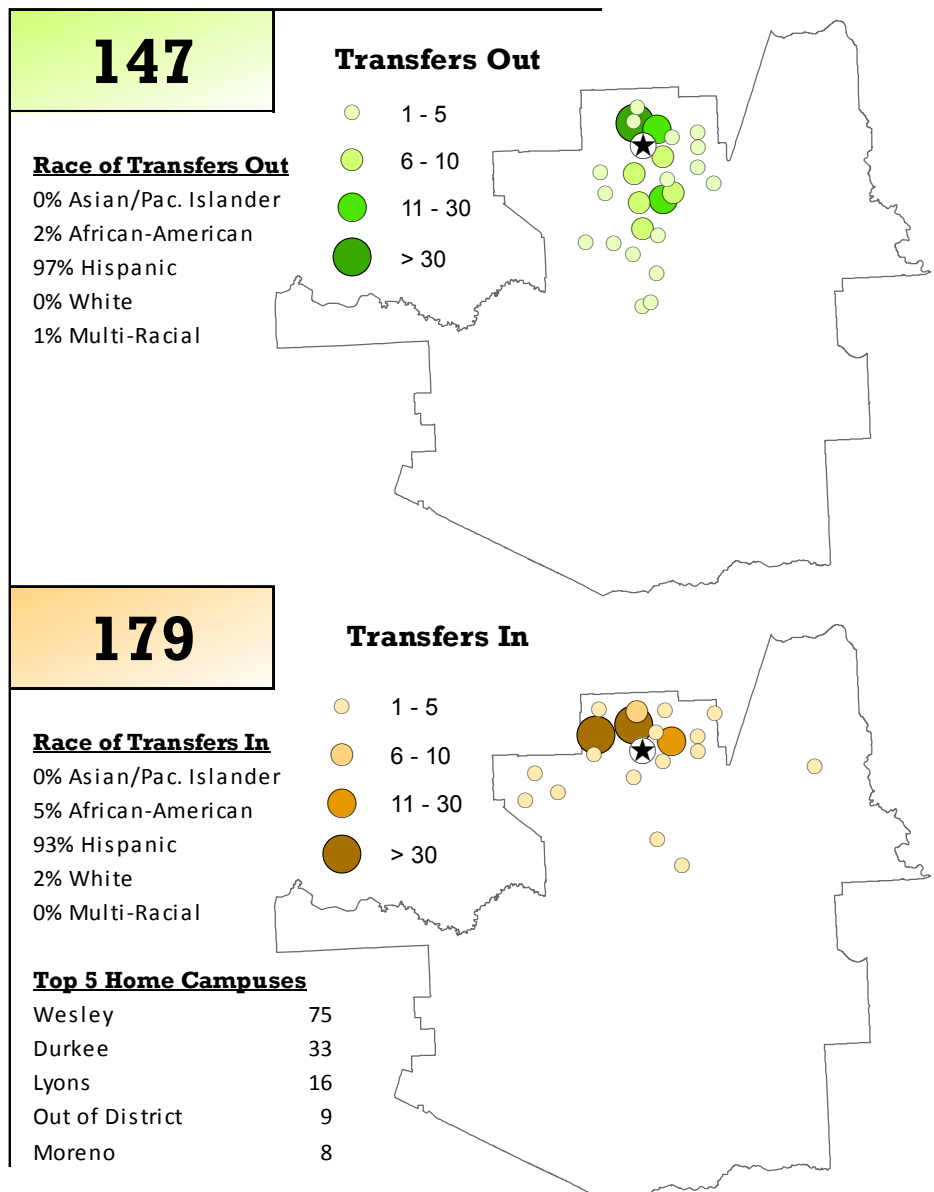 147
Transfers Out
1 - 5
6 - 10
11 - 30
> 30
Race of Transfers Out
0% Asian/Pac. Islander
2% African-American
97% Hispanic
0% White
1% Multi-Racial
179
Transfers In
1 - 5
6 - 10
11 - 30
> 30
Race of Transfers In
0% Asian/Pac. Islander
5% African-American
93% Hispanic
2% White
0% Multi-Racial
Top 5 Home Campuses
Wesley 75
Durkee 33
Lyons 16
Out of District 9
Moreno 8